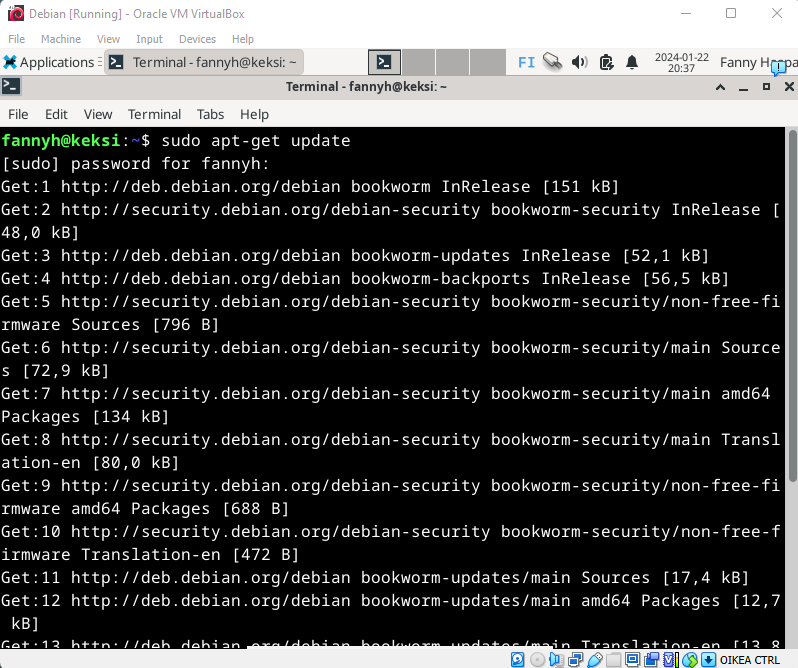 Debian [Running] - Oracle VM VirtualBox
File Machine View Input Devices Help
Applications Terminal - fannyh@keksi: ~ FI 2024-01-22 Fanny
20:37
Terminal - fannyh@keksi: ~
File Edit View Terminal Tabs Help
fannyh@keksi:~$ sudo apt-get update
[sudo] password for fannyh:
Get:1 http://deb.debian.org/debian bookworm InRelease [151 kB]
Get:2 http://security.debian.org/debian-security bookworm-security InRelease [
48,0 kB]
Get:3 http://deb.debian.org/debian bookworm-updates InRelease [52,1 kB]
Get:4 http://deb.debian.org/debian bookworm-backports InRelease [56,5 kB]
Get:5 http://security.debian.org/debian-security bookworm-security/non-free-fi
rmware Sources [796 B]
Get:6 http://security.debian.org/debian-security bookworm-security/main Source
s [72,9 kB]
Get:7 http://security.debian.org/debian-security bookworm-security/main amd64
Packages [134 kB]
Get:8 http://security.debian.org/debian-security bookworm-security/main Transl
ation-en [80,0 kB]
Get:9 http://security.debian.org/debian-security bookworm-security/non-free-fi
rmware amd64 Packages [688 B]
Get:10 http://security.debian.org/debian-security bookworm-security/non-free-f
irmware Translation-en [472 B]
Get:11 http://deb.debian.org/debian bookworm-updates/main Sources [17,4 kB]
Get:12 http://deb.debian.org/debian bookworm-updates/main amd64 Packages [12,7
kB]
Get:13 http://deb.debian.org/debian bookworm-updates/main Translation-en [13,8
OIKEA CTRL